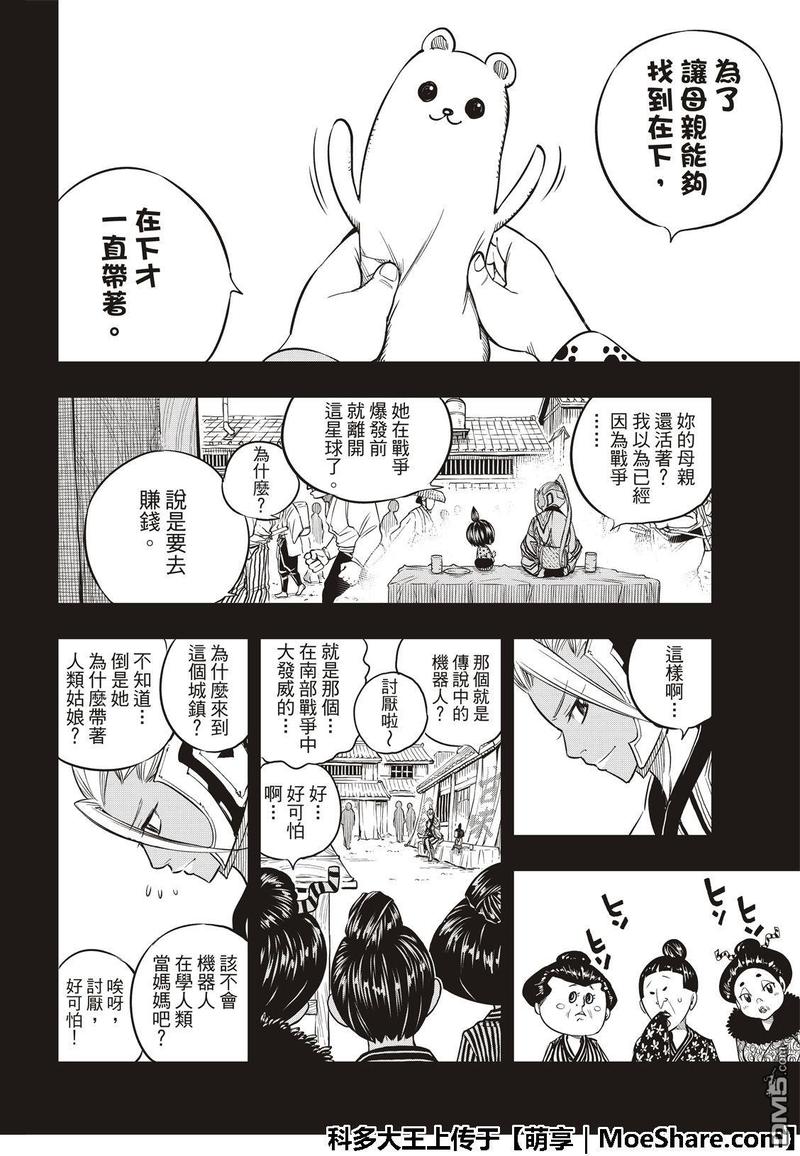 為了
讓母親能夠
找到在下，
在下才
一直帶著。
妳的母親
還活著？
我以為已經
因為戰爭
……
她在戰爭
爆發前
就離開
這星球了。
為什麼？
說是要去
賺錢。
這樣啊…
ヒソ
ヒソ
那個就是
傳說中的
機器人？
討厭啦～
就是那個…
在南部戰爭中
大發威的…
好…
好可怕
啊…
為什麼來到
這個城鎮？
不知道…
倒是她
為什麼帶著
人類姑娘？
該不會
機器人
在學人類
當媽媽吧？
唉呀，
討厭，
好可怕！
DM5.com
科多大王上传于【萌享】|MoeShare.com】